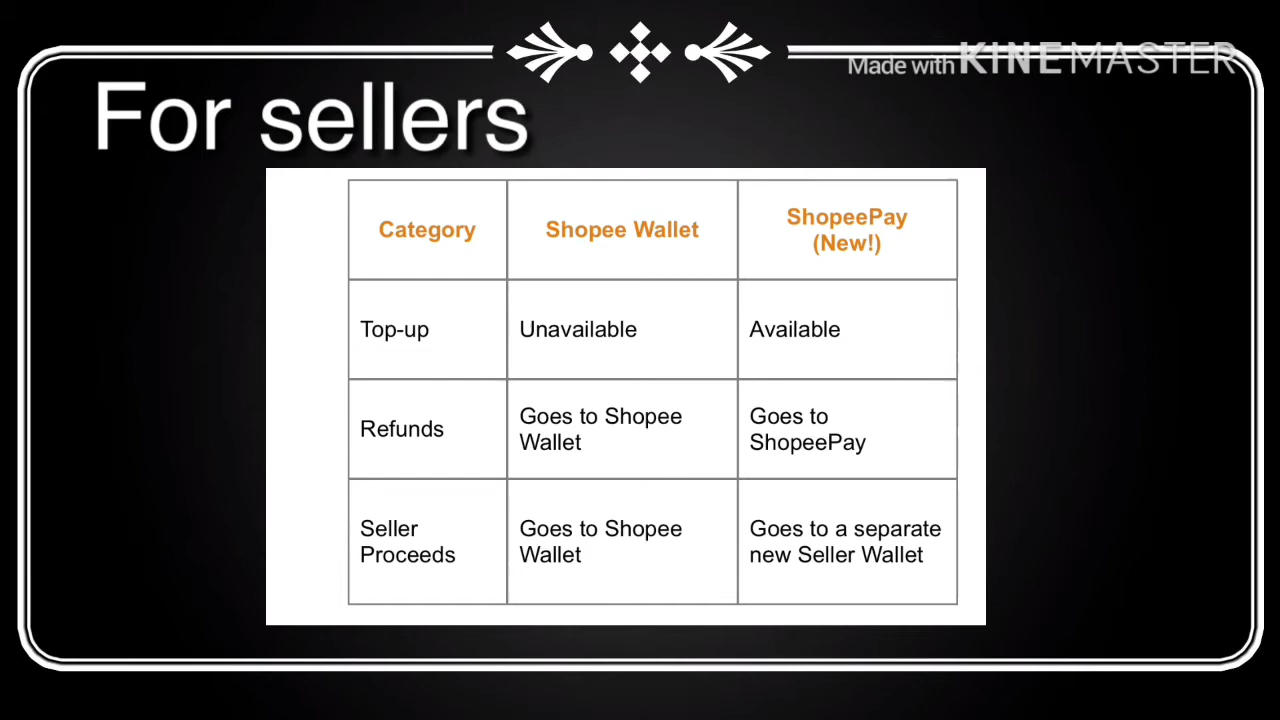 Made with KINEMASTER
For sellers
Category Shopee Wallet ShopeePay
(New!)
Top-up Unavailable Available
Refunds Goes to Shopee
Wallet Goes to
ShopeePay
Seller
Proceeds Goes to Shopee
Wallet Goes to a separate
new Seller Wallet